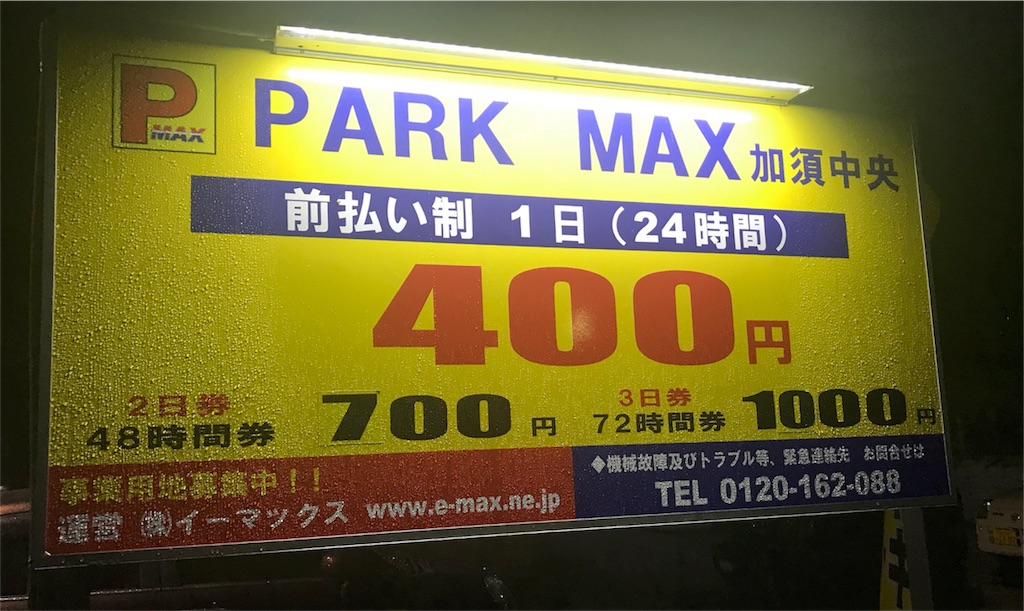 P MAX
PARK MAX 加須中央
前払い制 1日(24時間)
400円
2日券
48時間券 700円
3日券
72時間券 1000円
事業用地募集中!!
運営 ㈱イーマックス www.e-max.ne.jp
◆機械故障及びトラブル等、緊急連絡先 お問合せは
TEL 0120-162-088